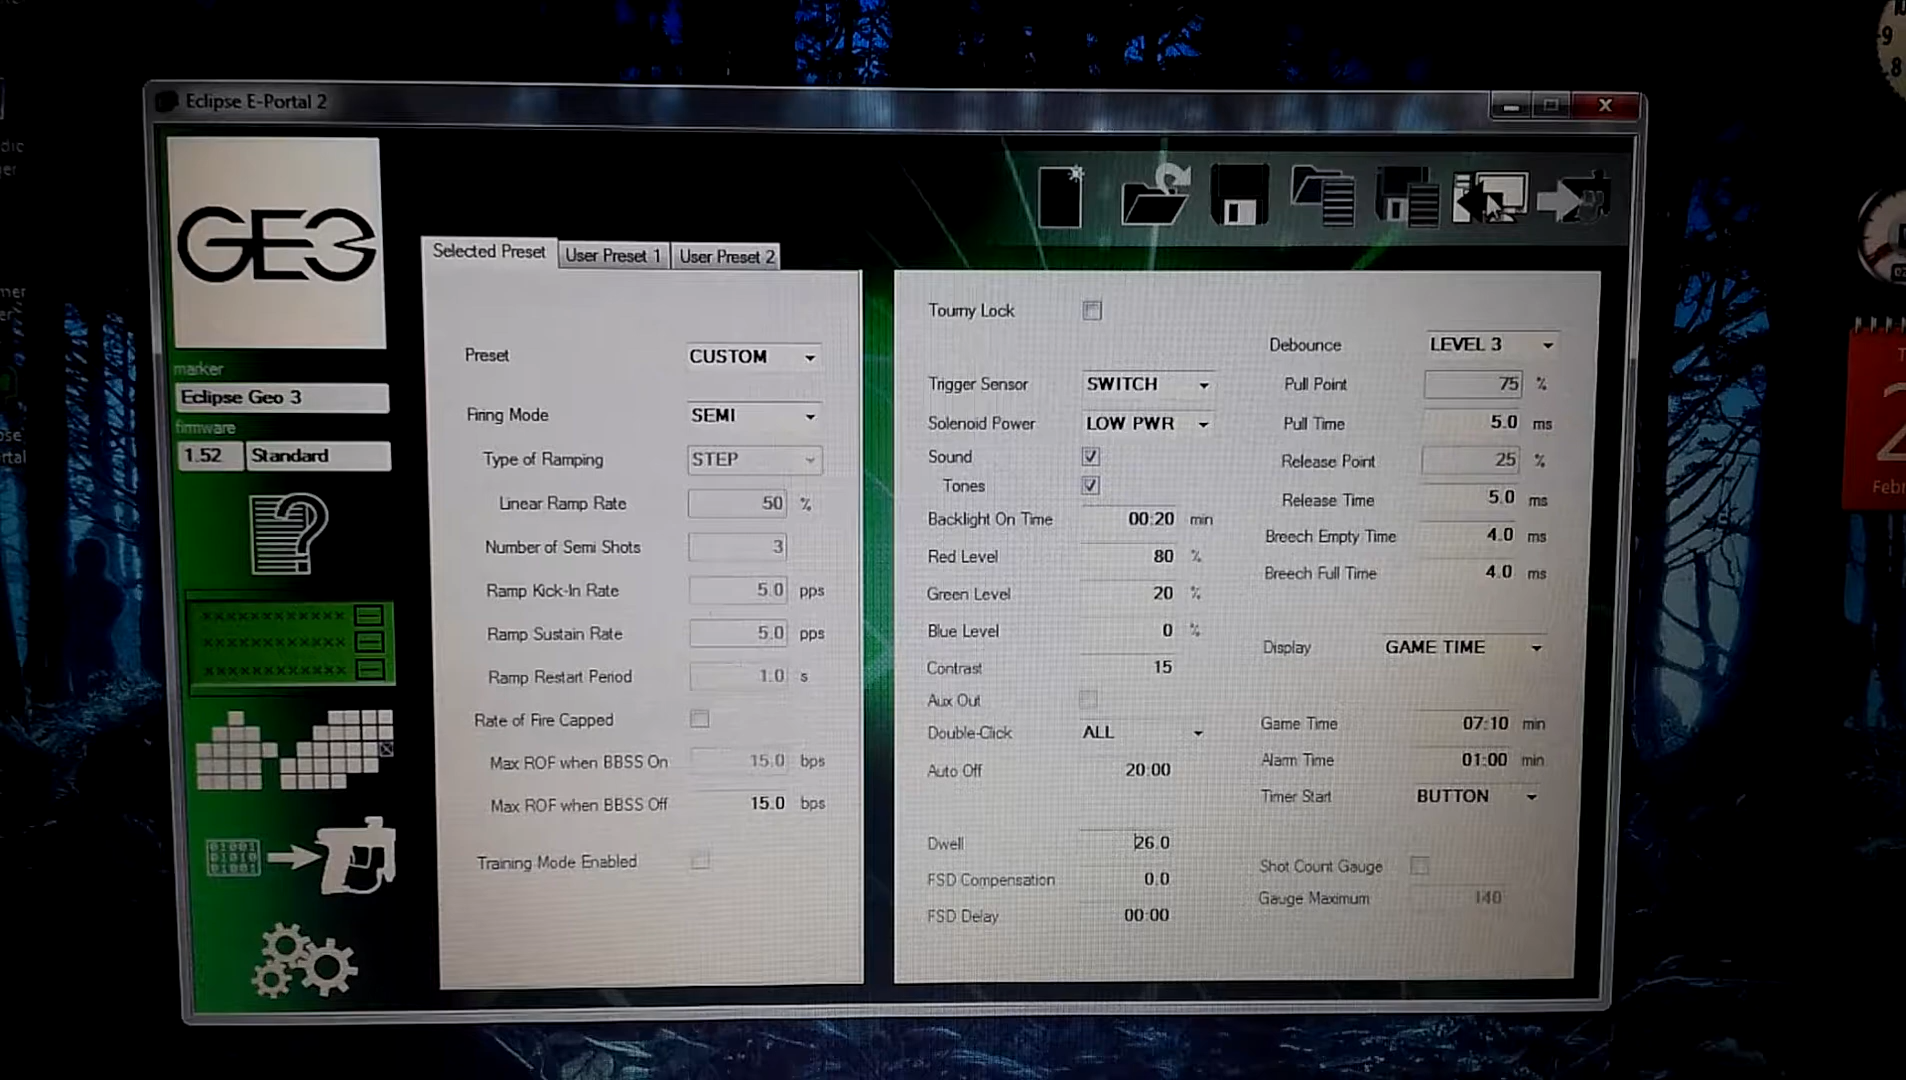 Eclipse E-Portal 2
GEO3
marker
Eclipse Geo 3
firmware
1.52 Standard
01001
01010
01001
Selected Preset User Preset 1 User Preset 2
Preset CUSTOM
Firing Mode SEMI
Type of Ramping STEP
Linear Ramp Rate 50 %
Number of Semi Shots 3
Ramp Kick-In Rate 5.0 pps
Ramp Sustain Rate 5.0 pps
Ramp Restart Period 1.0 s
Rate of Fire Capped
Max ROF when BBSS On 15.0 bps
Max ROF when BBSS Off 15.0 bps
Training Mode Enabled
Tourny Lock
Trigger Sensor SWITCH
Solenoid Power LOW PWR
Sound
Tones
Backlight On Time 00:20 min
Red Level 80 %
Green Level 20 %
Blue Level 0 %
Contrast 15
Aux Out
Double-Click ALL
Auto Off 20:00
Dwell 26.0
FSD Compensation 0.0
FSD Delay 00:00
Debounce LEVEL 3
Pull Point 75 %
Pull Time 5.0 ms
Release Point 25 %
Release Time 5.0 ms
Breech Empty Time 4.0 ms
Breech Full Time 4.0 ms
Display GAME TIME
Game Time 07:10 min
Alarm Time 01:00 min
Timer Start BUTTON
Shot Count Gauge
Gauge Maximum 140
9
8